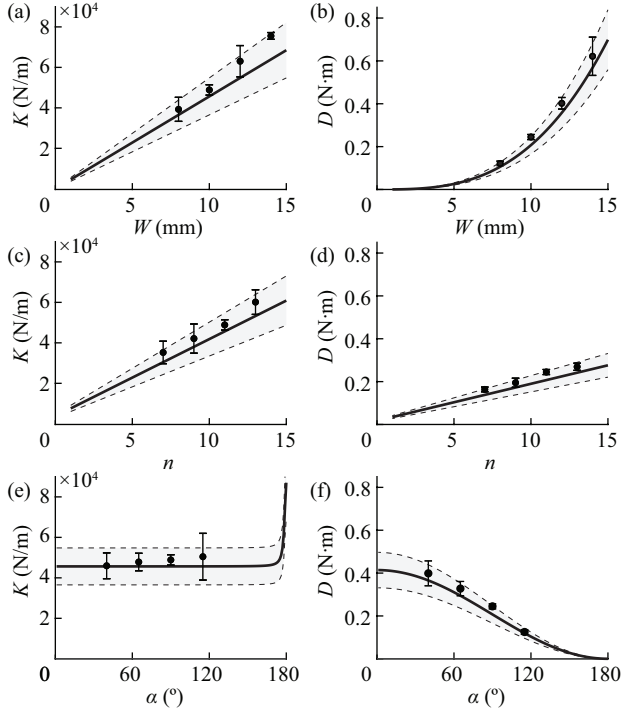 (a) ×10⁴ (b)
8 0.8
K (N/m) 6 D (N·m) 0.6
4 0.4
2 0.2
0 5 10 15 0 5 10 15
W (mm) W (mm)
(c) ×10⁴ (d)
8 0.8
K (N/m) 6 D (N·m) 0.6
4 0.4
2 0.2
0 5 10 15 0 5 10 15
n n
(e) ×10⁴ (f)
8 0.8
K (N/m) 6 D (N·m) 0.6
4 0.4
2 0.2
0 60 120 180 0 60 120 180
α (º) α (º)